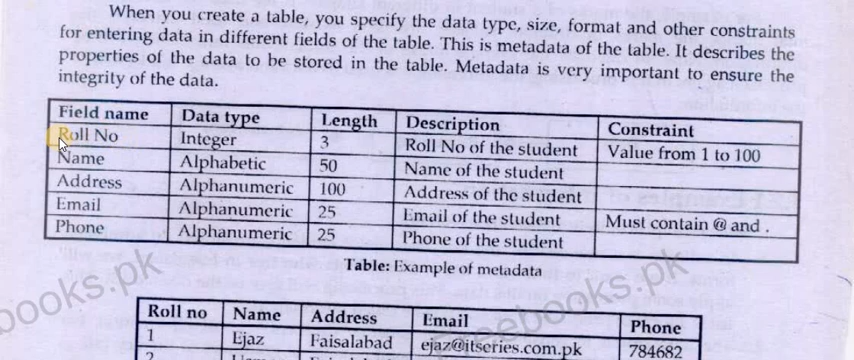 When you create a table, you specify the data type, size, format and other constraints
for entering data in different fields of the table. This is metadata of the table. It describes the
properties of the data to be stored in the table. Metadata is very important to ensure the
integrity of the data.
Field name Data type Length Description Constraint
Roll No Integer 3 Roll No of the student Value from 1 to 100
Name Alphabetic 50 Name of the student
Address Alphanumeric 100 Address of the student
Email Alphanumeric 25 Email of the student Must contain @ and .
Phone Alphanumeric 25 Phone of the student
Table: Example of metadata
Roll no Name Address Email Phone
1 Ejaz Faisalabad ejaz@itseries.com.pk 784682
2
books.pk
books.pk